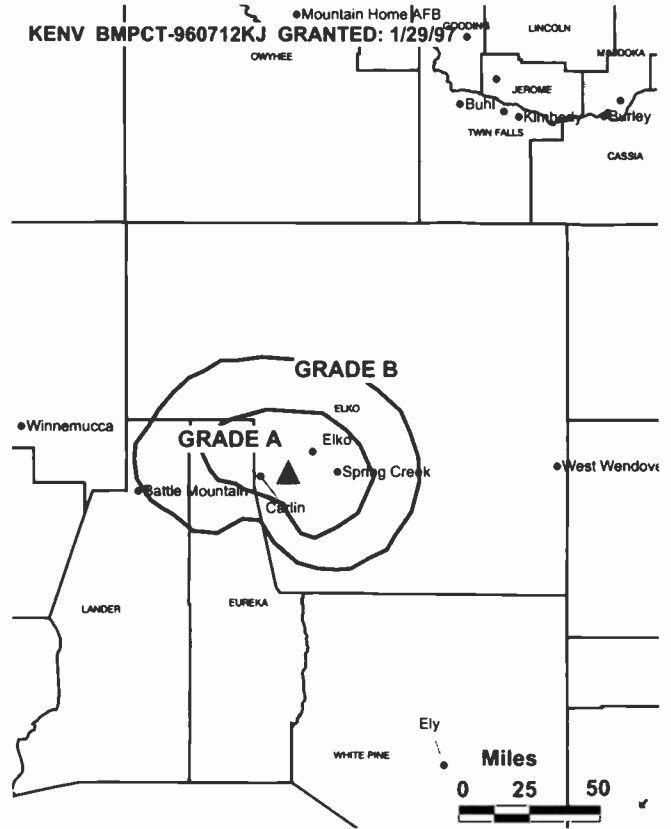 Mountain Home AFB
KENV BMPCT-960712KJ GRANTED: 1/29/97
GOODING
LINCOLN
OWYHEE
JEROME
Buhl
Kimberly
Burley
TWIN FALLS
CASSIA
GRADE B
ELKO
Winnemucca
GRADE A
Elko
Spring Creek
West Wendove
Battle Mountain
Carlin
LANDER
EUREKA
Ely
WHITE PINE
Miles
0 25 50